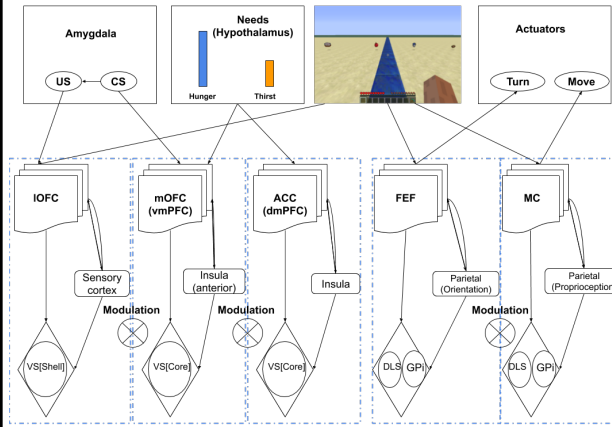 Amygdala
US
CS
Needs
(Hypothalamus)
Hunger
Thirst
Actuators
Turn
Move
lOFC
mOFC
(vmPFC)
ACC
(dmPFC)
FEF
MC
Sensory
cortex
Insula
(anterior)
Insula
Parietal
(Orientation)
Parietal
(Proprioception
Modulation
Modulation
Modulation
VS[Shell]
VS[Core]
VS[Core]
DLS
GPi
DLS
GPi